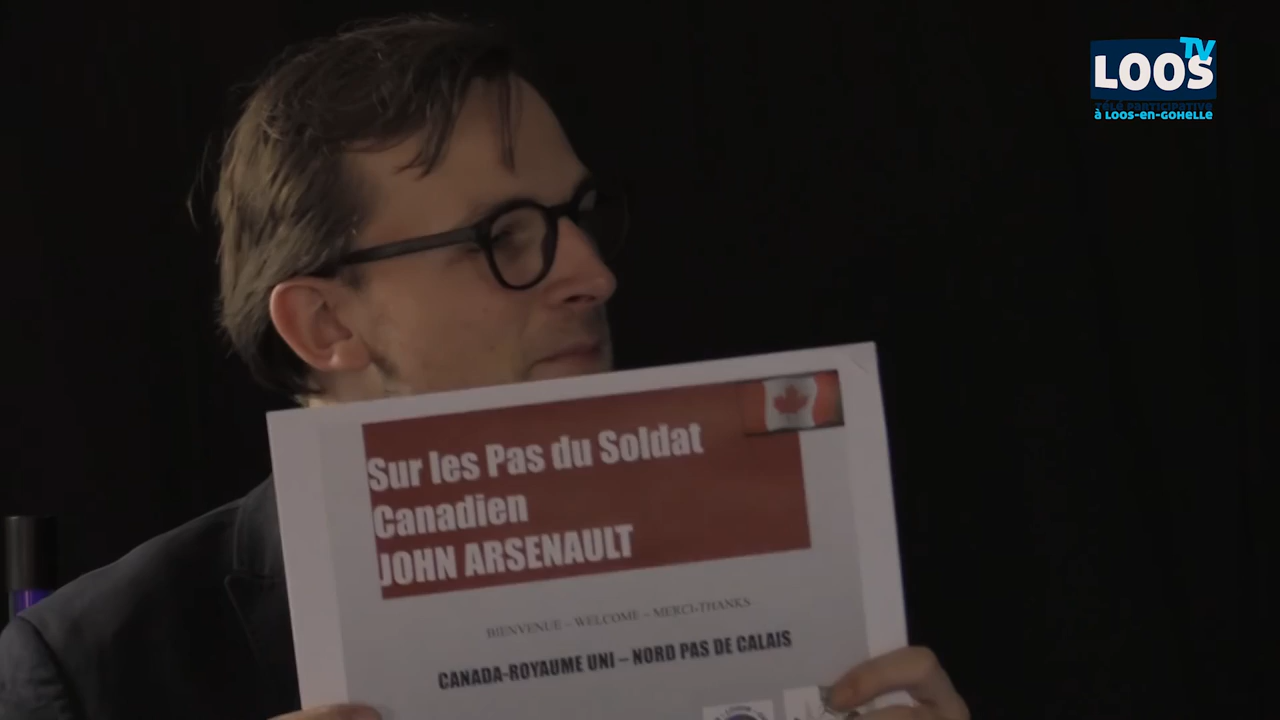 TV
LOOS
TÉLÉ PARTICIPATIVE
à LOOS-EN-GOHELLE
Sur les Pas du Soldat
Canadien
JOHN ARSENAULT
BIENVENUE – WELCOME – MERCI-THANKS
CANADA-ROYAUME UNI – NORD PAS DE CALAIS